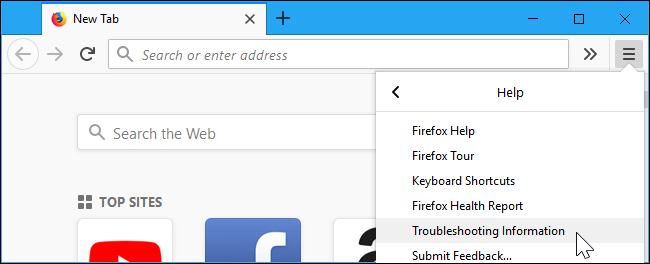 New Tab
Search or enter address
Help
Search the Web
Firefox Help
Firefox Tour
Keyboard Shortcuts
Firefox Health Report
TOP SITES
Troubleshooting Information
Submit Feedback...